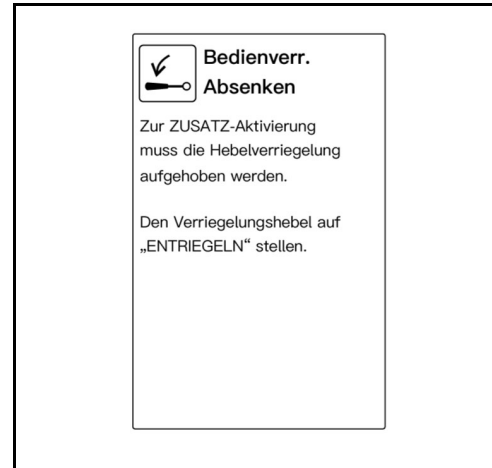 Bedienverr.
Absenken
Zur ZUSATZ-Aktivierung
muss die Hebelverriegelung
aufgehoben werden.
Den Verriegelungshebel auf
„ENTRIEGELN“ stellen.